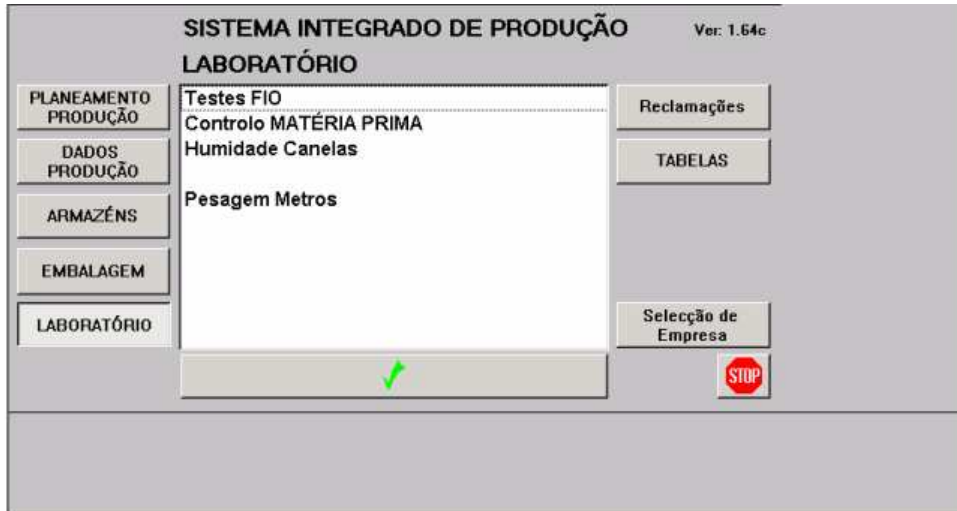 SISTEMA INTEGRADO DE PRODUÇÃO
Ver: 1.64c
LABORATÓRIO
PLANEAMENTO
PRODUÇÃO
DADOS
PRODUÇÃO
ARMAZÉNS
EMBALAGEM
LABORATÓRIO
Testes FIO
Controlo MATÉRIA PRIMA
Humidade Canelas
Pesagem Metros
Reclamações
TABELAS
Selecção de
Empresa
STOP